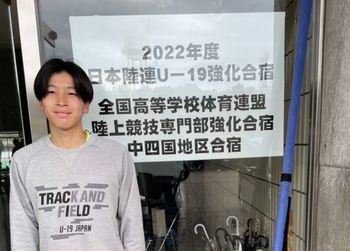 2022年度
日本陸連U－19強化合宿
全国高等学校体育連盟
陸上競技専門部強化合宿
中四国地区合宿
TRACK AND
FIELD
U-19 JAPAN